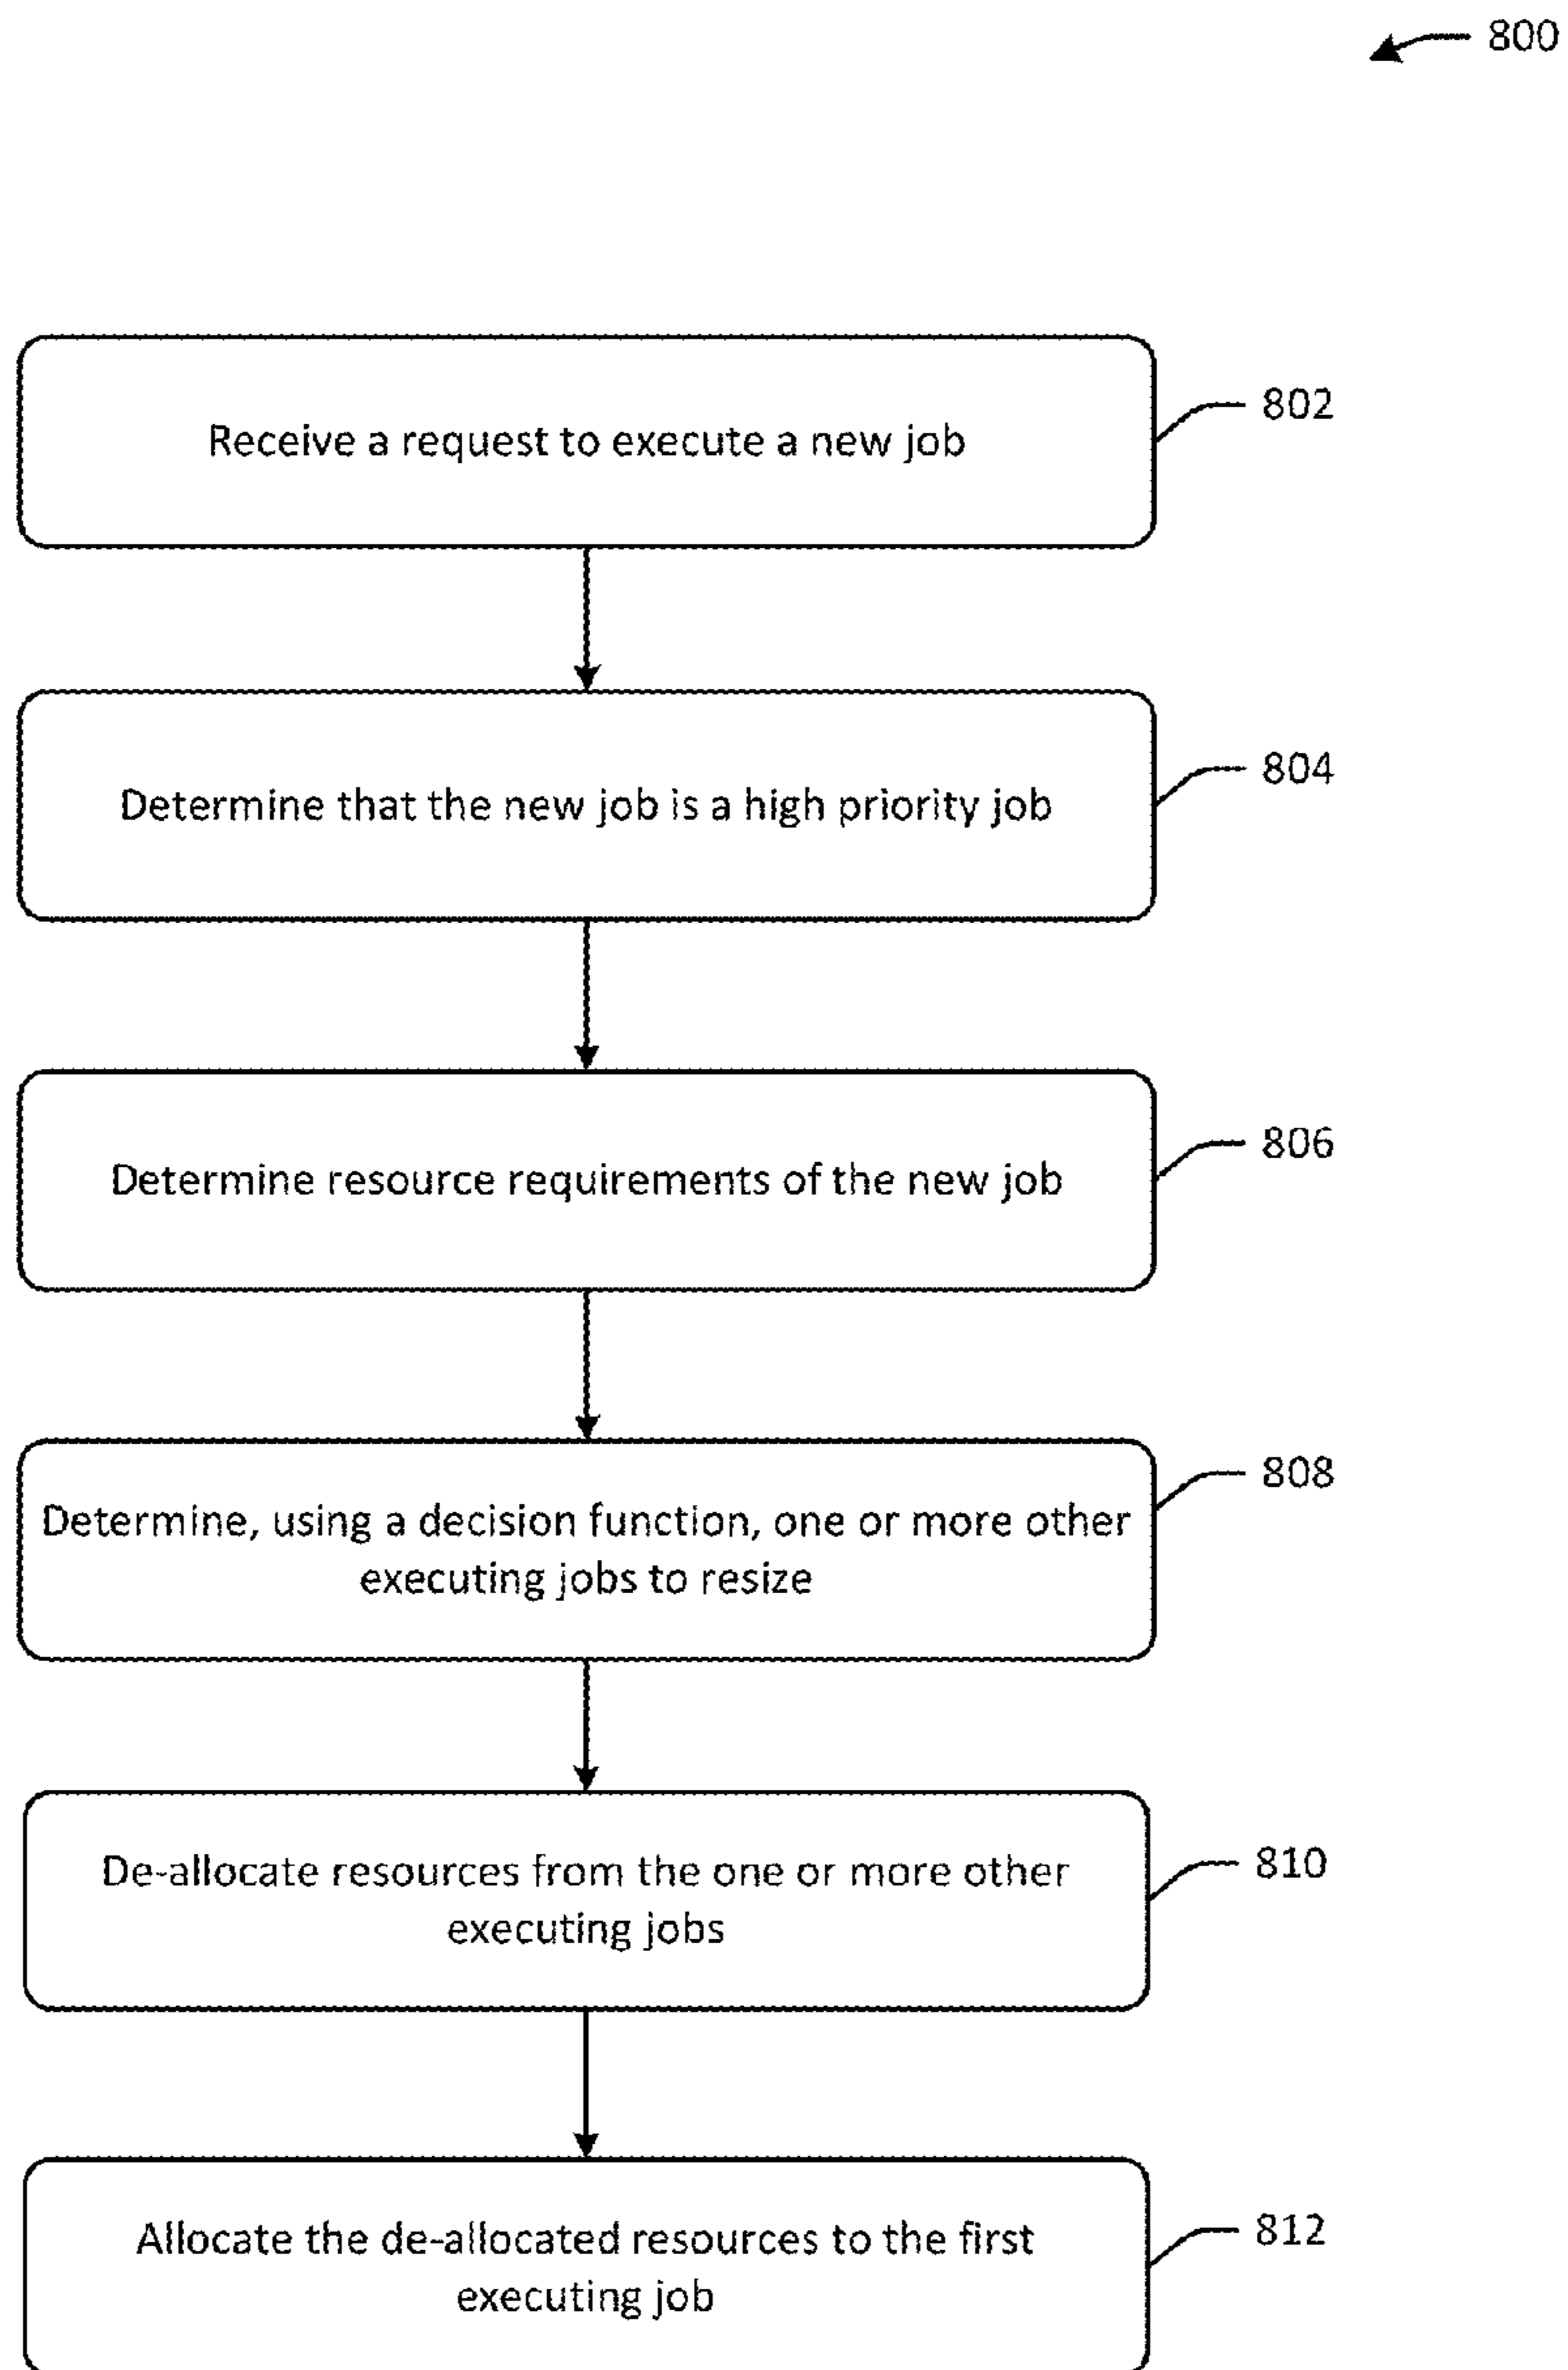 800
Receive a request to execute a new job
802
Determine that the new job is a high priority job
804
Determine resource requirements of the new job
806
Determine, using a decision function, one or more other
executing jobs to resize
808
De-allocate resources from the one or more other
executing jobs
810
Allocate the de-allocated resources to the first
executing job
812